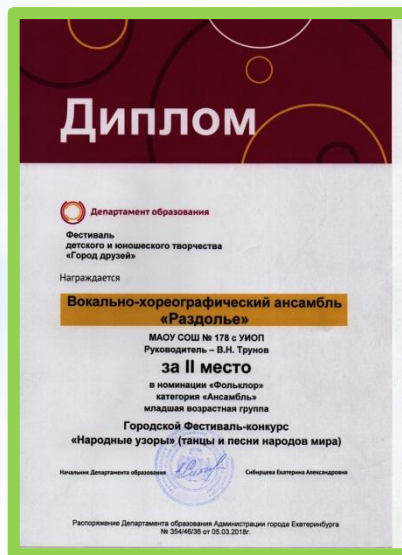 Диплом
Департамент образования
Фестиваль
детского и юношеского творчества
«Город друзей»
Награждается
Вокально-хореографический ансамбль
«Раздолье»
МАОУ СОШ № 178 с УИОП
Руководитель – В.Н. Трунов
за II место
в номинации «Фольклор»
категория «Ансамбль»
младшая возрастная группа
Городской Фестиваль-конкурс
«Народные узоры» (танцы и песни народов мира)
Начальник Департамента образования
Сибирцева Екатерина Александровна
Распоряжение Департамента образования Администрации города Екатеринбурга
№ 354/46/36 от 05.03.2018г.